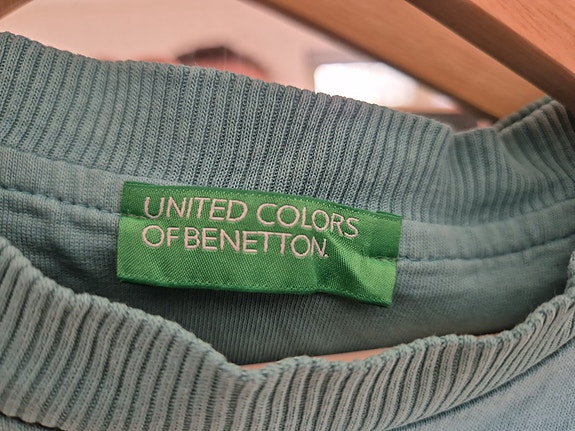 UNITED COLORS
OF BENETTON.